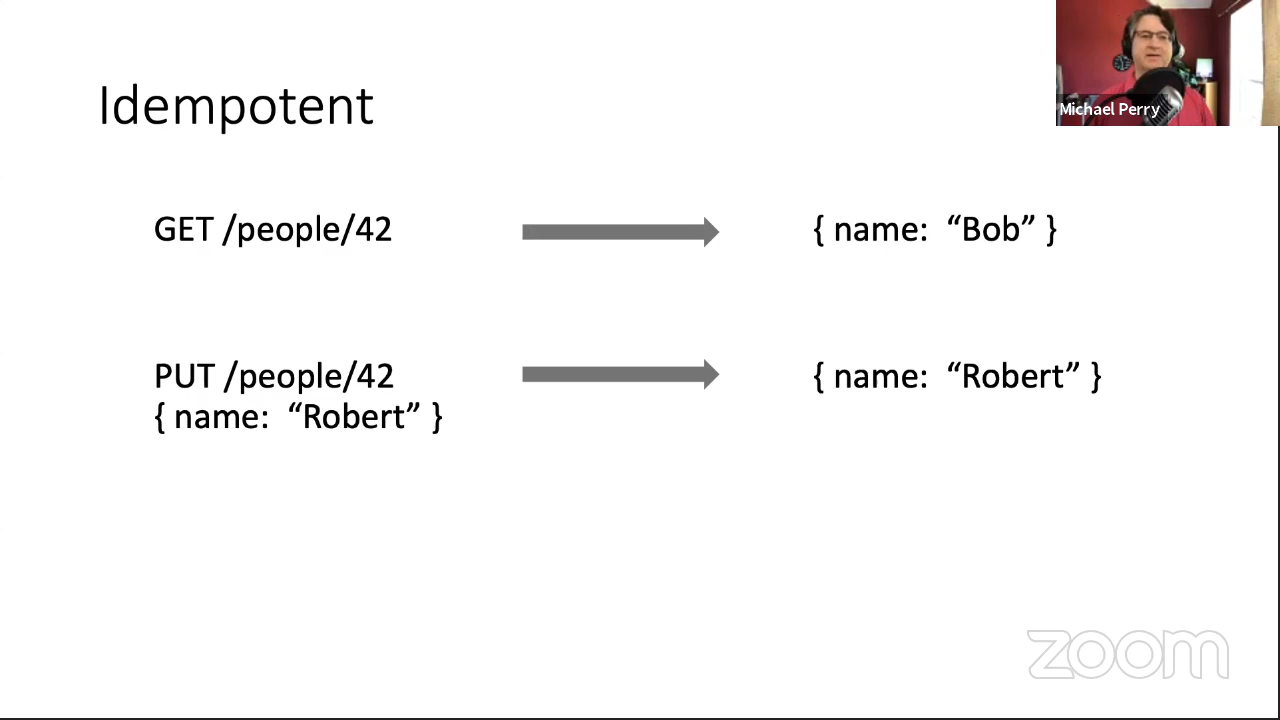 Idempotent
Michael Perry
GET /people/42
{ name:  “Bob” }
PUT /people/42
{ name:  “Robert” }
{ name:  “Robert” }
zoom